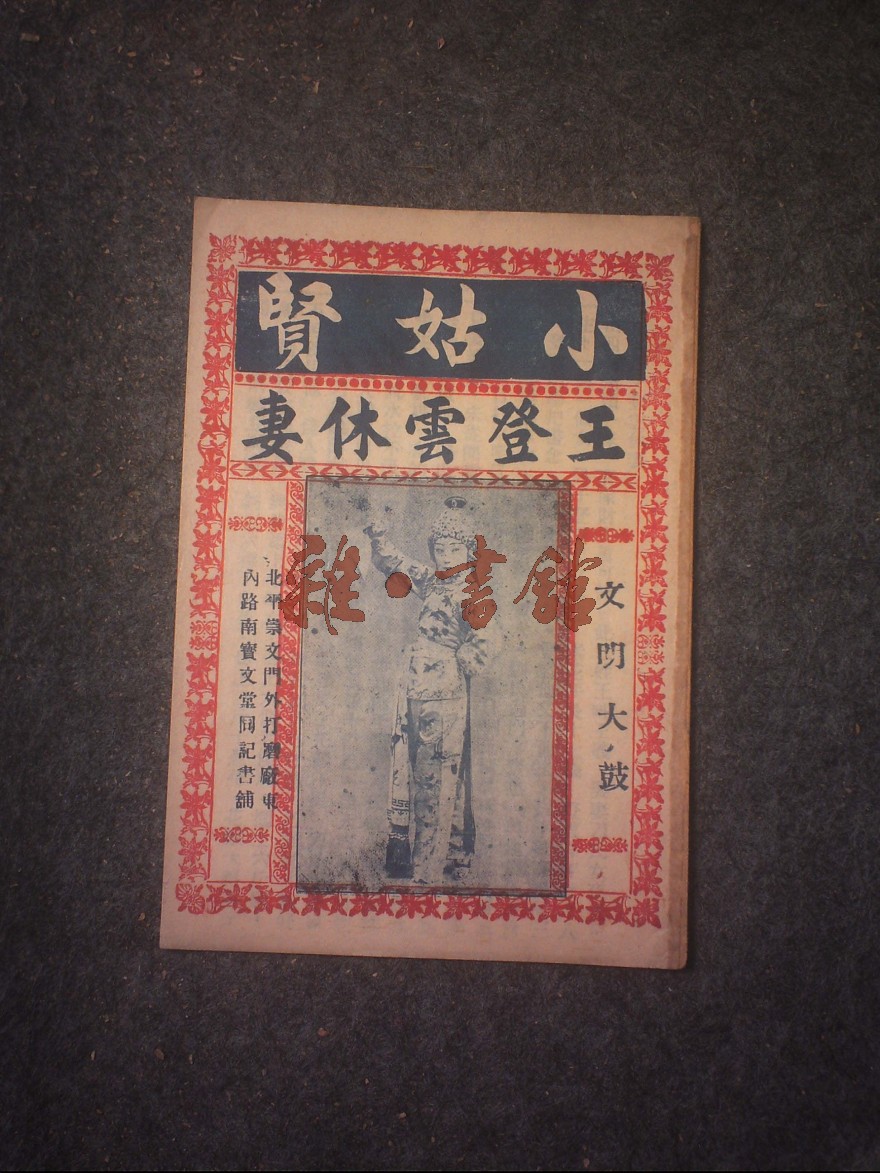 小姑賢
王登雲休妻
文明大鼓
北平崇文門外打磨廠東
內路南寳文堂同記書舖
雜·書館